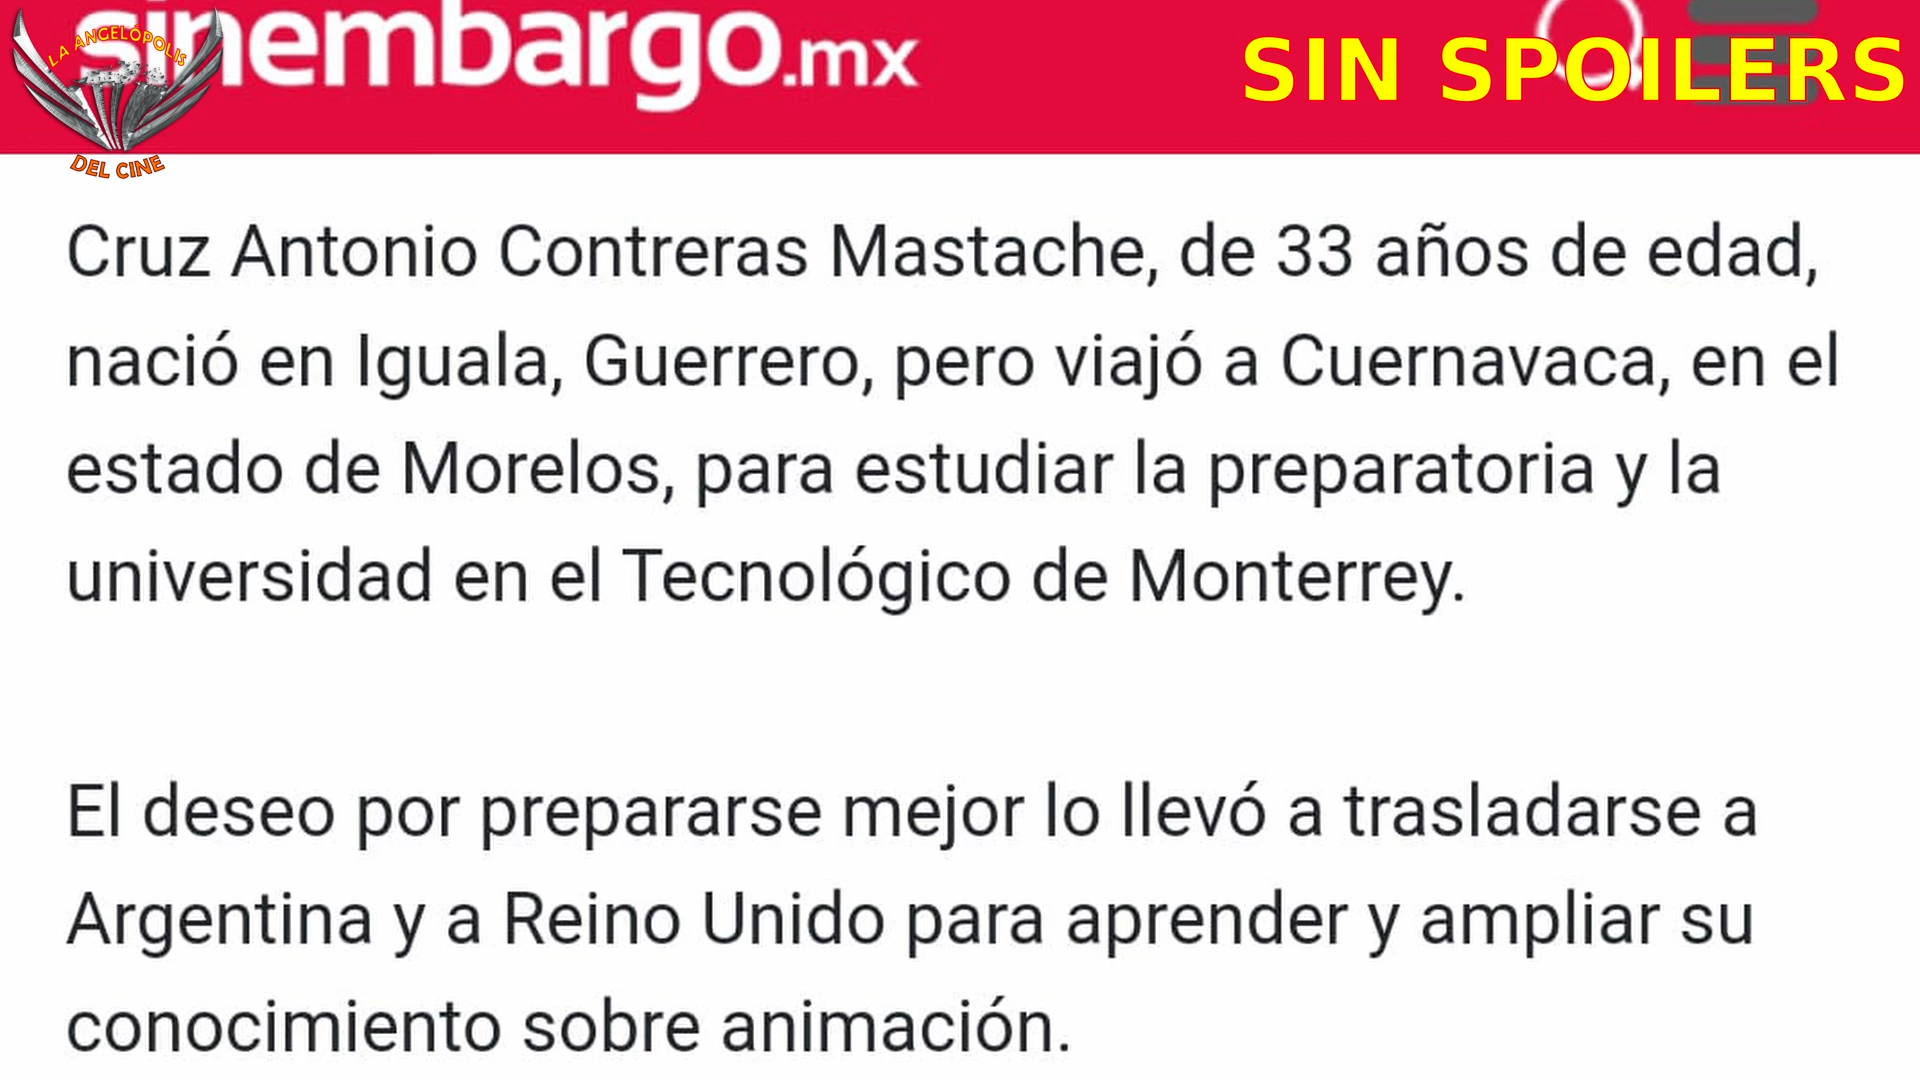 sinembargo.mx
SIN SPOILERS
LA ANGELÓPOLIS
DEL CINE
Cruz Antonio Contreras Mastache, de 33 años de edad,
nació en Iguala, Guerrero, pero viajó a Cuernavaca, en el
estado de Morelos, para estudiar la preparatoria y la
universidad en el Tecnológico de Monterrey.
El deseo por prepararse mejor lo llevó a trasladarse a
Argentina y a Reino Unido para aprender y ampliar su
conocimiento sobre animación.